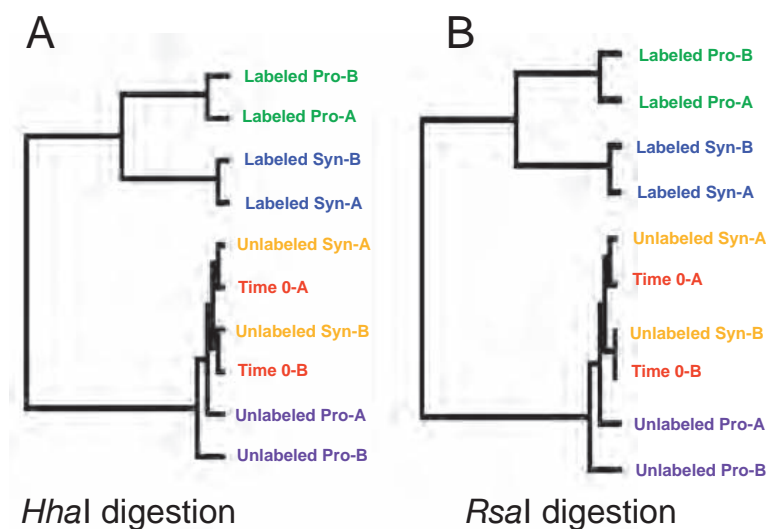 A
Labeled Pro-B
Labeled Pro-A
Labeled Syn-B
Labeled Syn-A
Unlabeled Syn-A
Time 0-A
Unlabeled Syn-B
Time 0-B
Unlabeled Pro-A
Unlabeled Pro-B
HhaI digestion
B
Labeled Pro-B
Labeled Pro-A
Labeled Syn-B
Labeled Syn-A
Unlabeled Syn-A
Time 0-A
Unlabeled Syn-B
Time 0-B
Unlabeled Pro-A
Unlabeled Pro-B
RsaI digestion